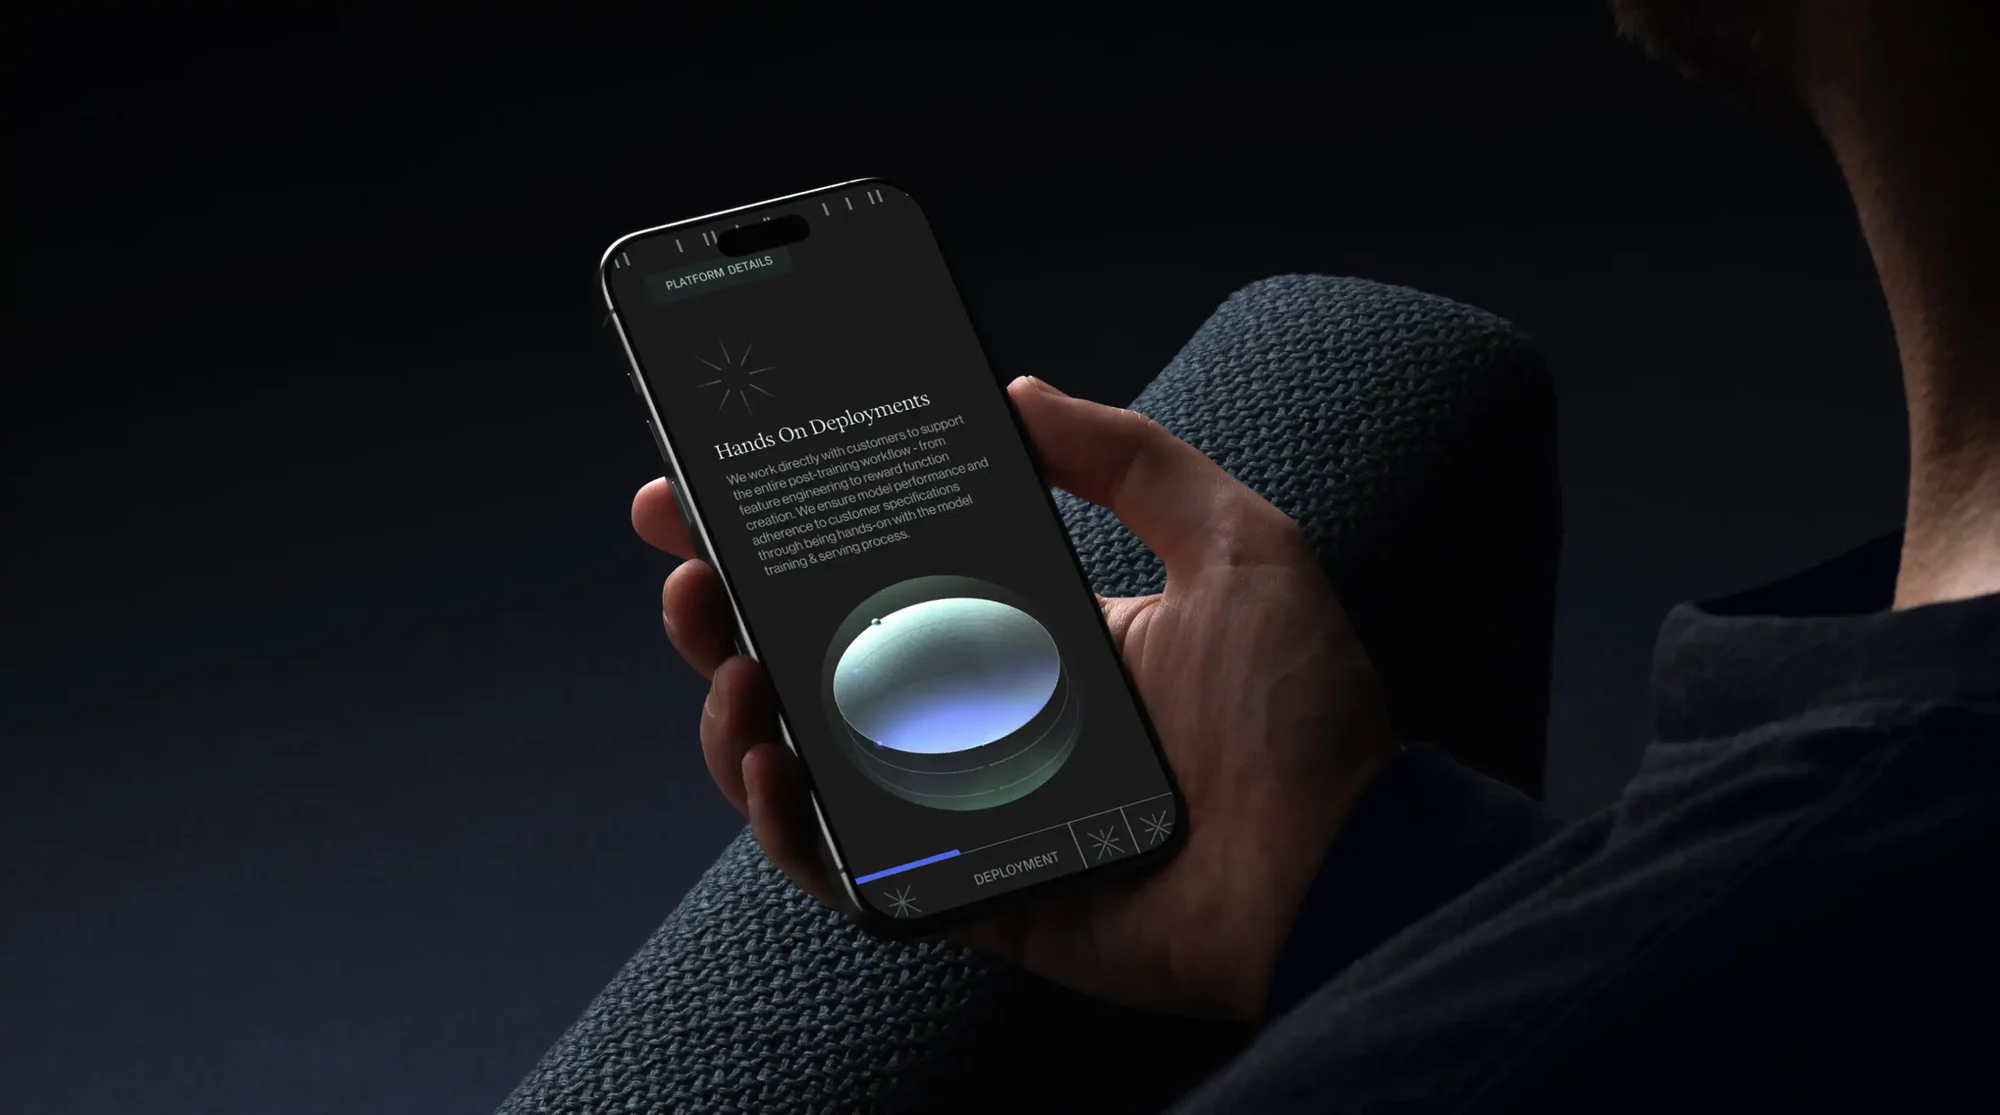 PLATFORM DETAILS
Hands On Deployments
We work directly with customers to support
the entire post-training workflow - from
feature engineering to reward function
creation. We ensure model performance and
adherence to customer specifications
through being hands-on with the model
training & serving process.
DEPLOYMENT